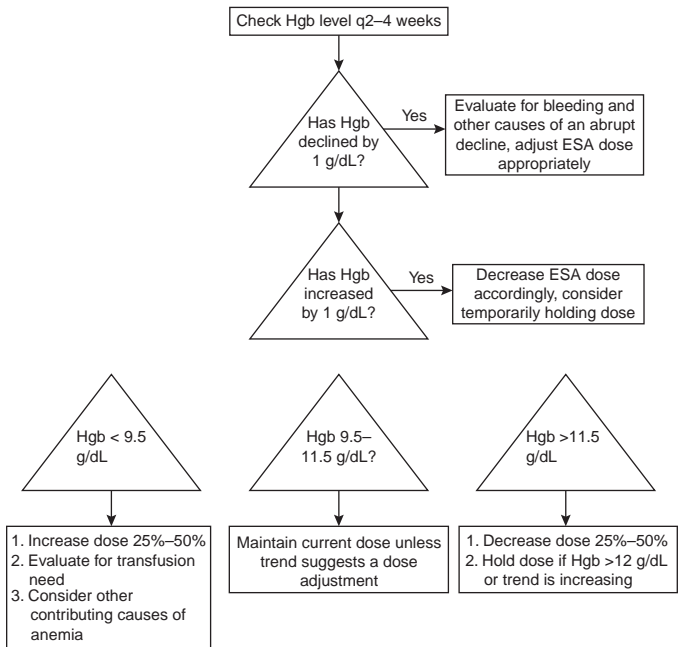 Check Hgb level q2–4 weeks
Has Hgb
declined by
1 g/dL?
Yes
Evaluate for bleeding and
other causes of an abrupt
decline, adjust ESA dose
appropriately
Has Hgb
increased
by 1 g/dL?
Yes
Decrease ESA dose
accordingly, consider
temporarily holding dose
Hgb < 9.5
g/dL
1. Increase dose 25%–50%
2. Evaluate for transfusion
need
3. Consider other
contributing causes of
anemia
Hgb 9.5–
11.5 g/dL?
Maintain current dose unless
trend suggests a dose
adjustment
Hgb >11.5
g/dL
1. Decrease dose 25%–50%
2. Hold dose if Hgb >12 g/dL
or trend is increasing